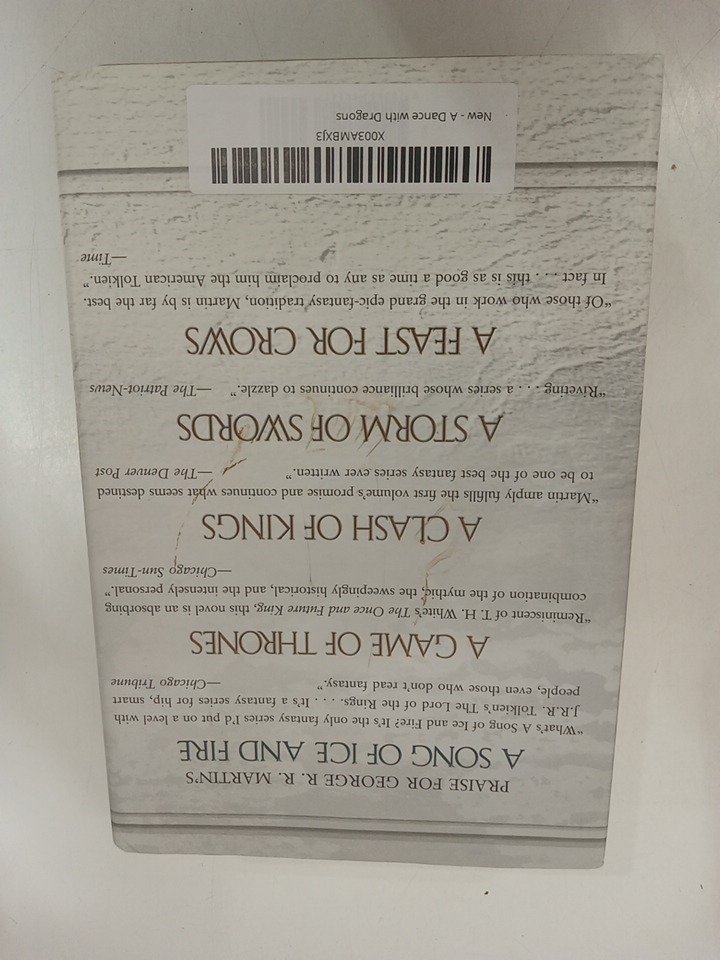 PRAISE FOR GEORGE R. R. MARTIN'S
A SONG OF ICE AND FIRE
"What's A Song of Ice and Fire? It's the only fantasy series I'd put on a level with
J.R.R. Tolkien's The Lord of the Rings. . . . It's a fantasy series for hip, smart
people, even those who don't read fantasy." —Chicago Tribune
A GAME OF THRONES
"Reminiscent of T. H. White's The Once and Future King, this novel is an absorbing
combination of the mythic, the sweepingly historical, and the intensely personal."
—Chicago Sun-Times
A CLASH OF KINGS
"Martin amply fulfills the first volume's promise and continues what seems destined
to be one of the best fantasy series ever written." —The Denver Post
A STORM OF SWORDS
"Riveting . . . a series whose brilliance continues to dazzle." —The Patriot-News
A FEAST FOR CROWS
"Of those who work in the grand epic-fantasy tradition, Martin is by far the best.
In fact . . . this is as good a time as any to proclaim him the American Tolkien."
—Time
X003AMBXJ3
New - A Dance with Dragons